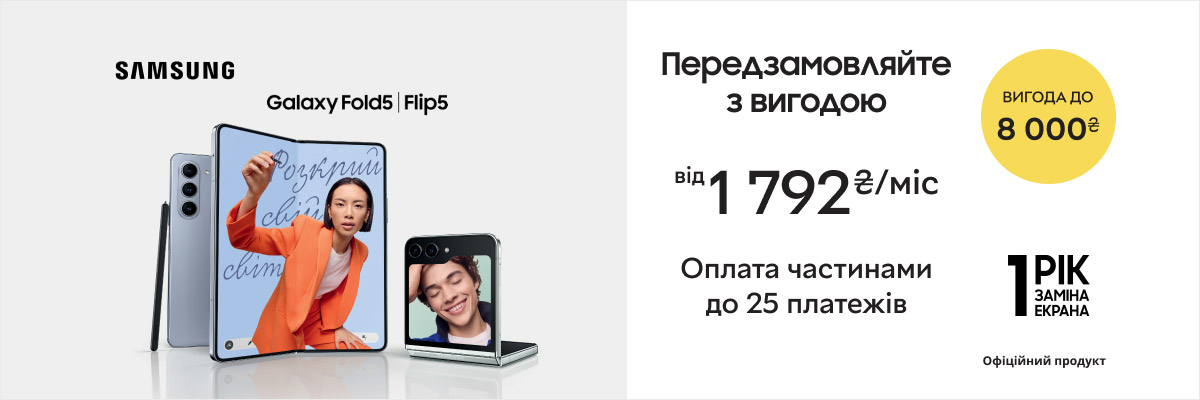 SAMSUNG
Galaxy Fold5 | Flip5
Розкрий
свій
світ
Передзамовляйте
з вигодою
ВИГОДА ДО
8 000₴
від 1 792₴/міс
Оплата частинами
до 25 платежів
1 РІК
ЗАМІНА
ЕКРАНА
Офіційний продукт